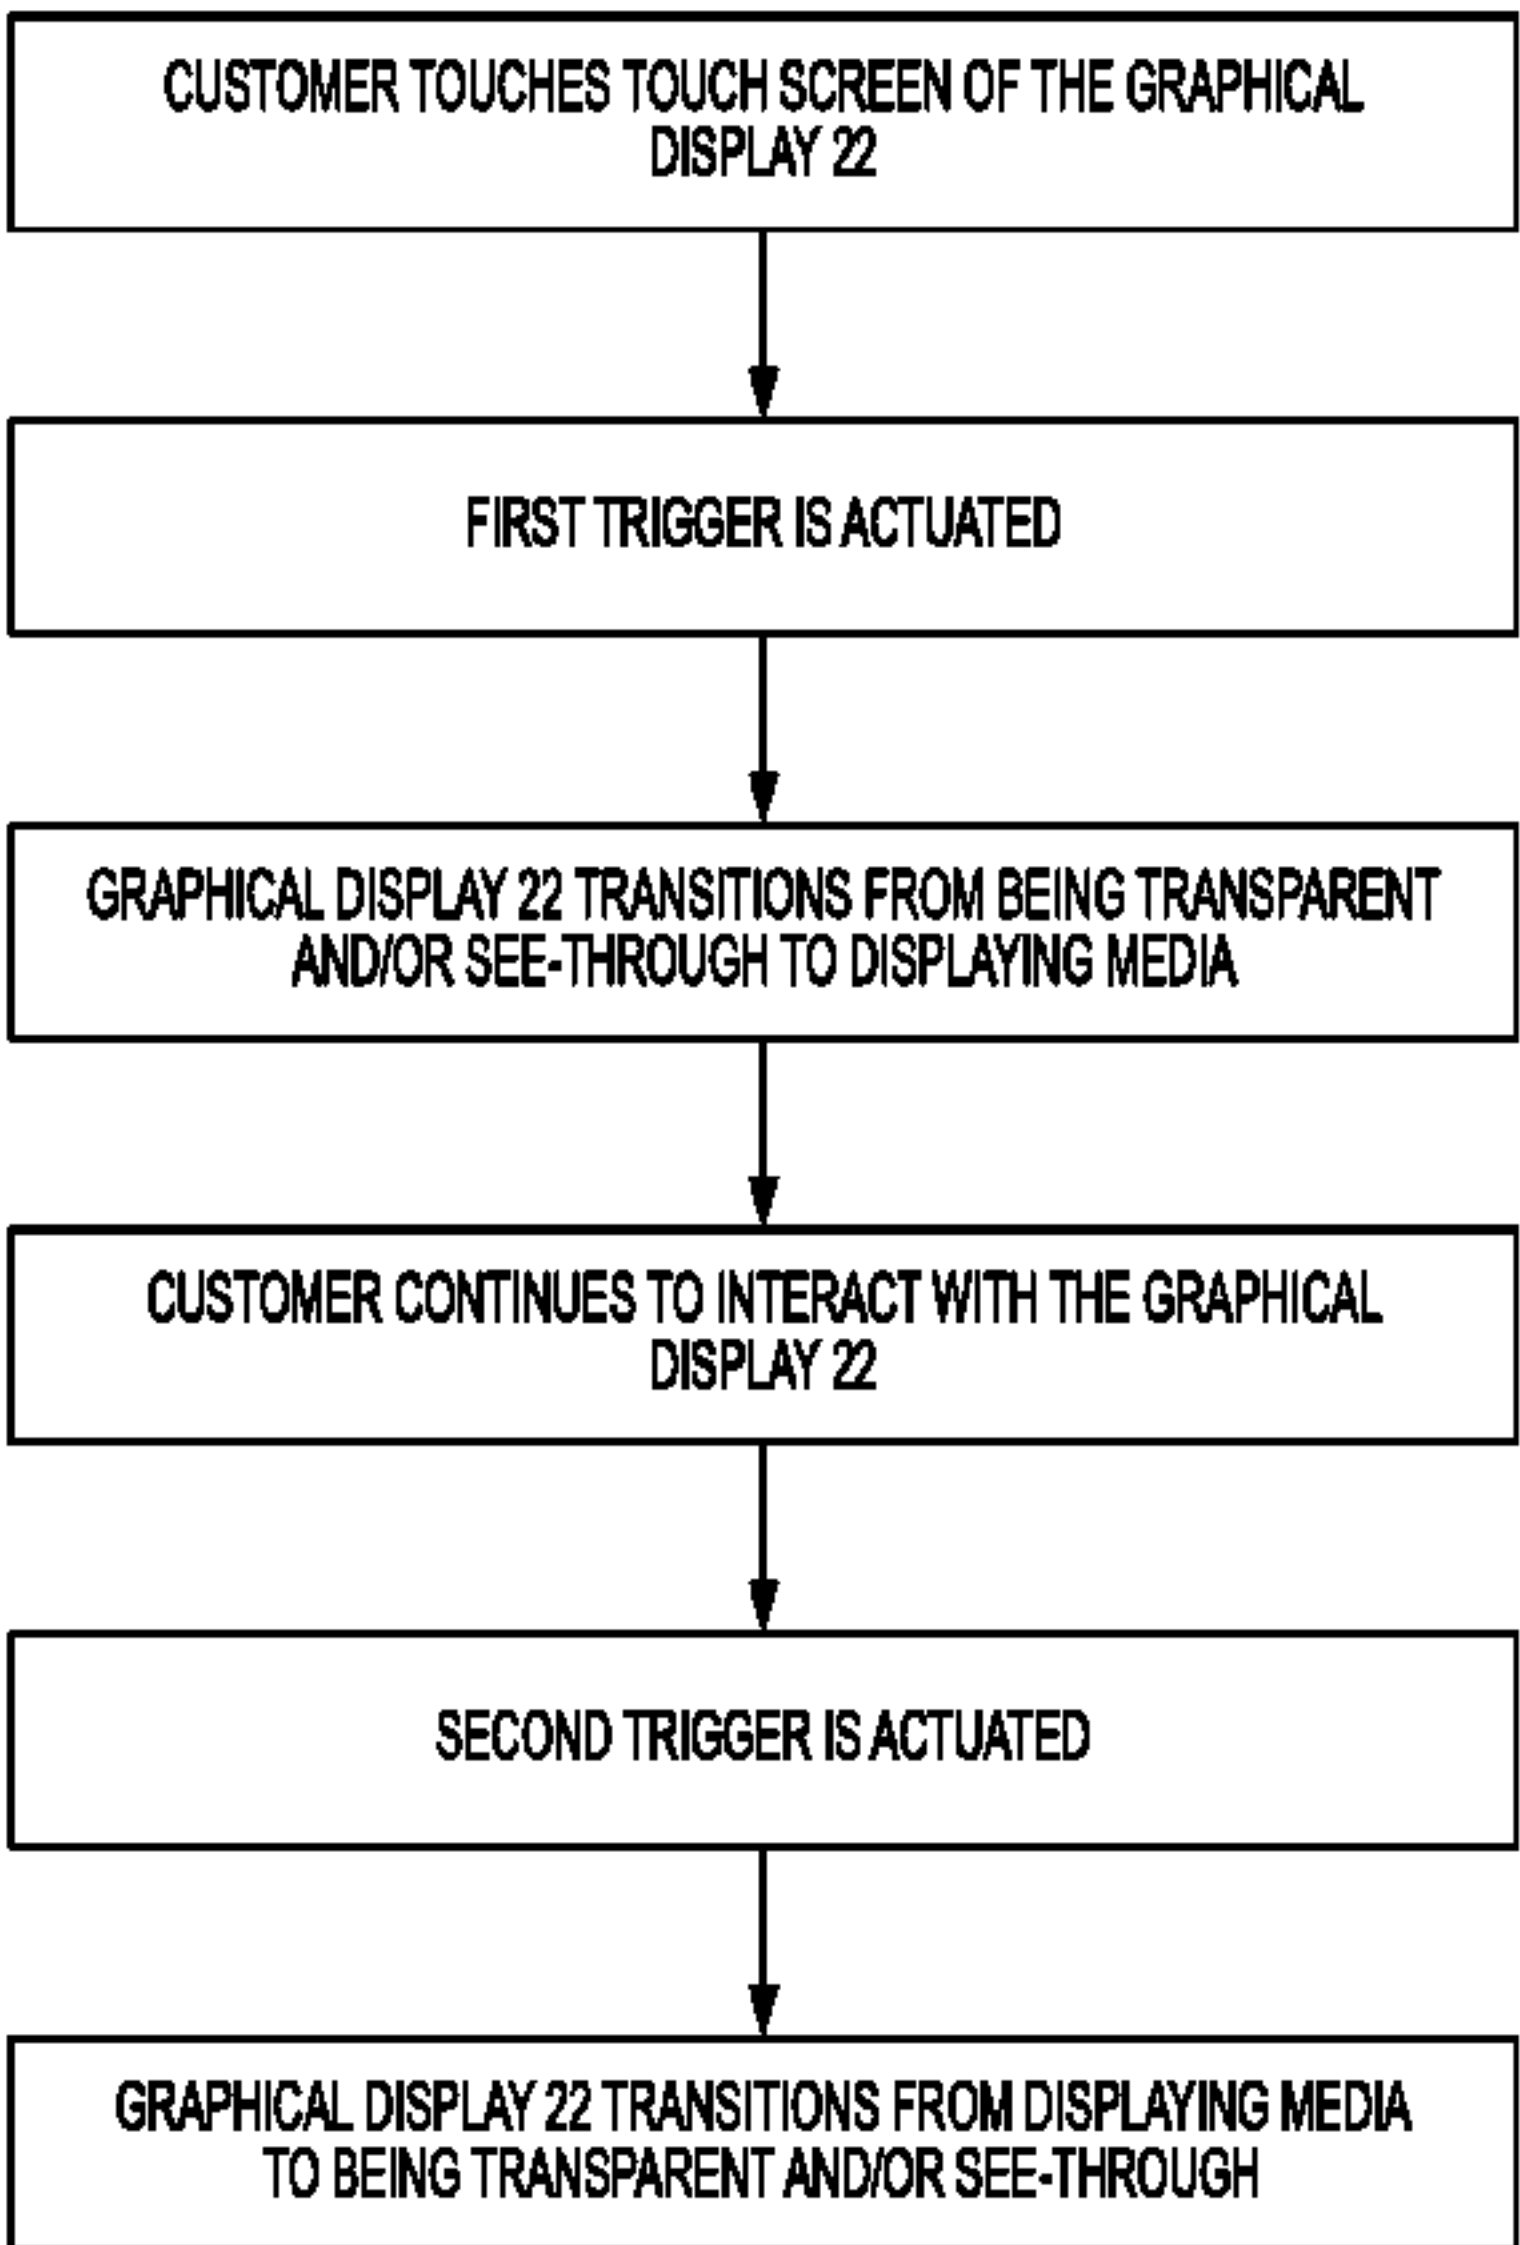 CUSTOMER TOUCHES TOUCH SCREEN OF THE GRAPHICAL
DISPLAY 22
FIRST TRIGGER IS ACTUATED
GRAPHICAL DISPLAY 22 TRANSITIONS FROM BEING TRANSPARENT
AND/OR SEE-THROUGH TO DISPLAYING MEDIA
CUSTOMER CONTINUES TO INTERACT WITH THE GRAPHICAL
DISPLAY 22
SECOND TRIGGER IS ACTUATED
GRAPHICAL DISPLAY 22 TRANSITIONS FROM DISPLAYING MEDIA
TO BEING TRANSPARENT AND/OR SEE-THROUGH